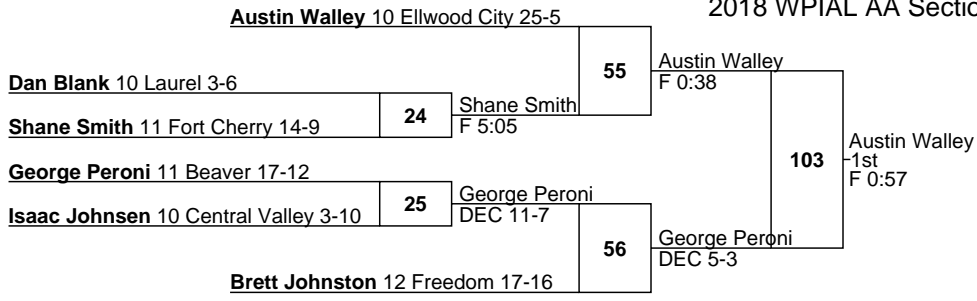 2018 WPIAL AA Sectio
Austin Walley 10 Ellwood City 25-5
55
Austin Walley
F 0:38
Dan Blank 10 Laurel 3-6
24
Shane Smith
F 5:05
Shane Smith 11 Fort Cherry 14-9
103
Austin Walley
1st
F 0:57
George Peroni 11 Beaver 17-12
25
George Peroni
DEC 11-7
Isaac Johnsen 10 Central Valley 3-10
56
George Peroni
DEC 5-3
Brett Johnston 12 Freedom 17-16